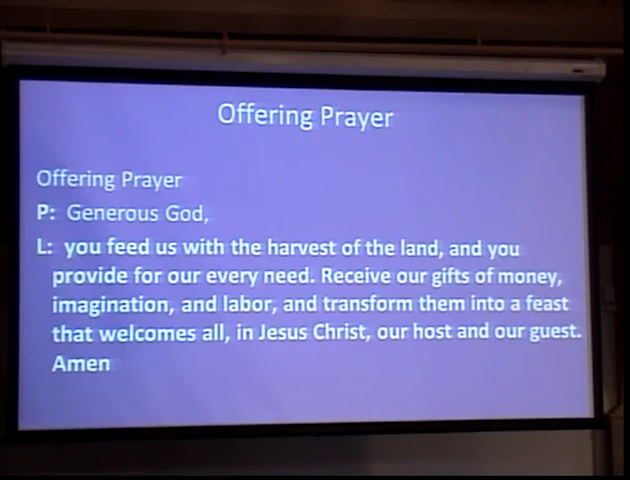 Offering Prayer
Offering Prayer
P: Generous God,
L: you feed us with the harvest of the land, and you
provide for our every need. Receive our gifts of money,
imagination, and labor, and transform them into a feast
that welcomes all, in Jesus Christ, our host and our guest.
Amen